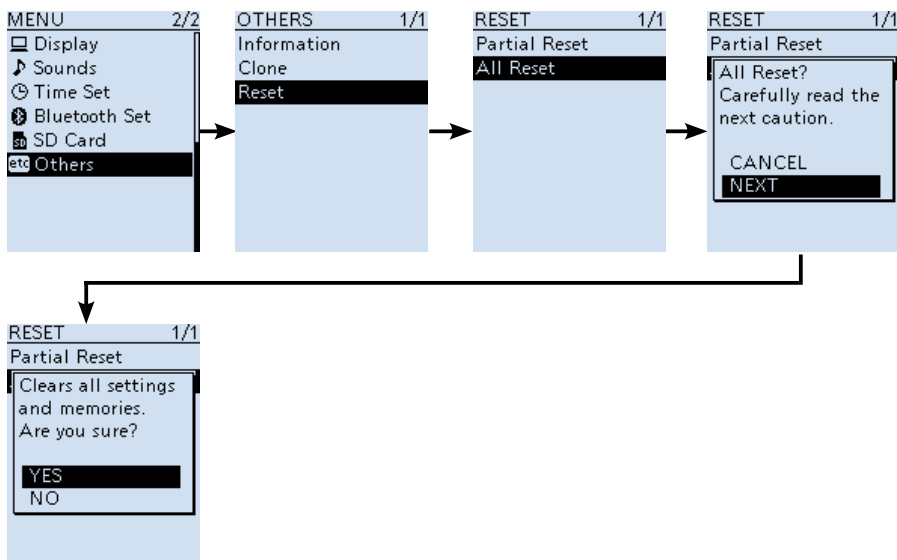 MENU 2/2
Display
Sounds
Time Set
Bluetooth Set
SD SD Card
etc Others
OTHERS 1/1
Information
Clone
Reset
RESET 1/1
Partial Reset
All Reset
RESET 1/1
Partial Reset
All Reset?
Carefully read the
next caution.
CANCEL
NEXT
RESET 1/1
Partial Reset
Clears all settings
and memories.
Are you sure?
YES
NO